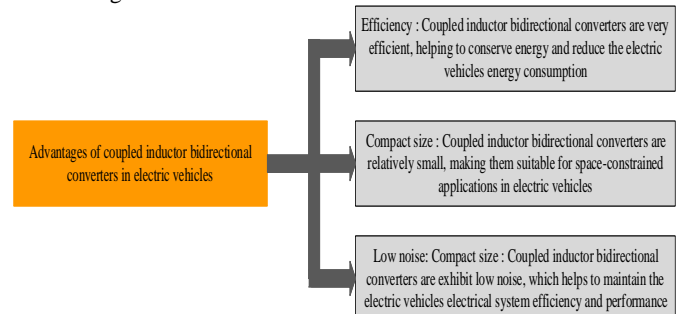 Efficiency : Coupled inductor bidirectional converters are very
efficient, helping to conserve energy and reduce the electric
vehicles energy consumption
Advantages of coupled inductor bidirectional
converters in electric vehicles
Compact size : Coupled inductor bidirectional converters are
relatively small, making them suitable for space-constrained
applications in electric vehicles
Low noise: Compact size : Coupled inductor bidirectional
converters are exhibit low noise, which helps to maintain the
electric vehicles electrical system efficiency and performance